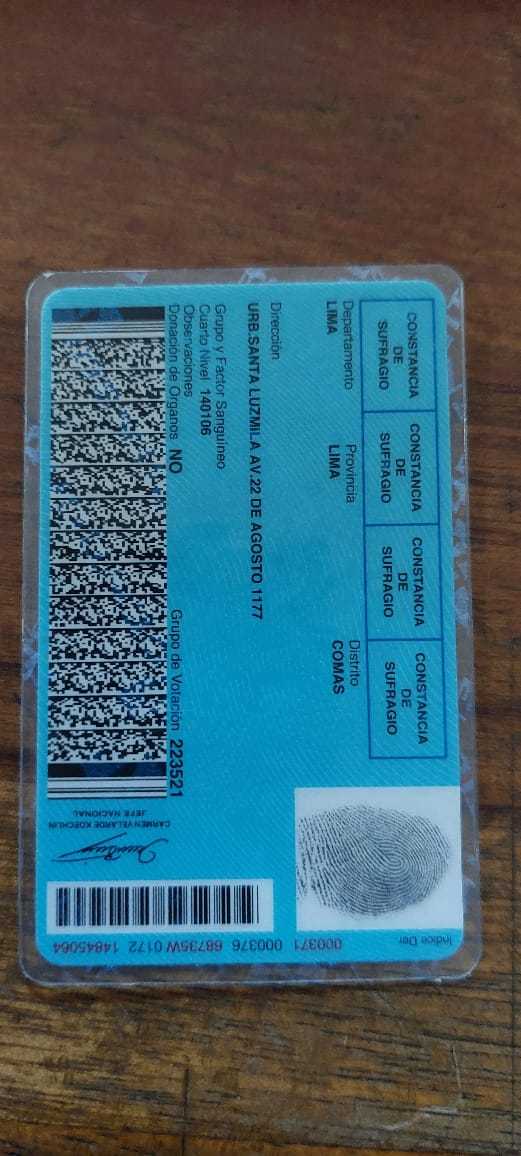 CONSTANCIA DE SUFRAGIO
CONSTANCIA DE SUFRAGIO
CONSTANCIA DE SUFRAGIO
CONSTANCIA DE SUFRAGIO
Departamento Provincia Distrito
LIMA LIMA COMAS
Dirección
URB.SANTA LUZMILA AV.22 DE AGOSTO 1177
Grupo y Factor Sanguíneo
Cuarto Nivel 140106
Observaciones
Donación de Organos NO Grupo de Votación 223521
Indice Der
000371 000376 68735W 0172 14845064
CARMEN VELARDE KOECHLIN
JEFE NACIONAL